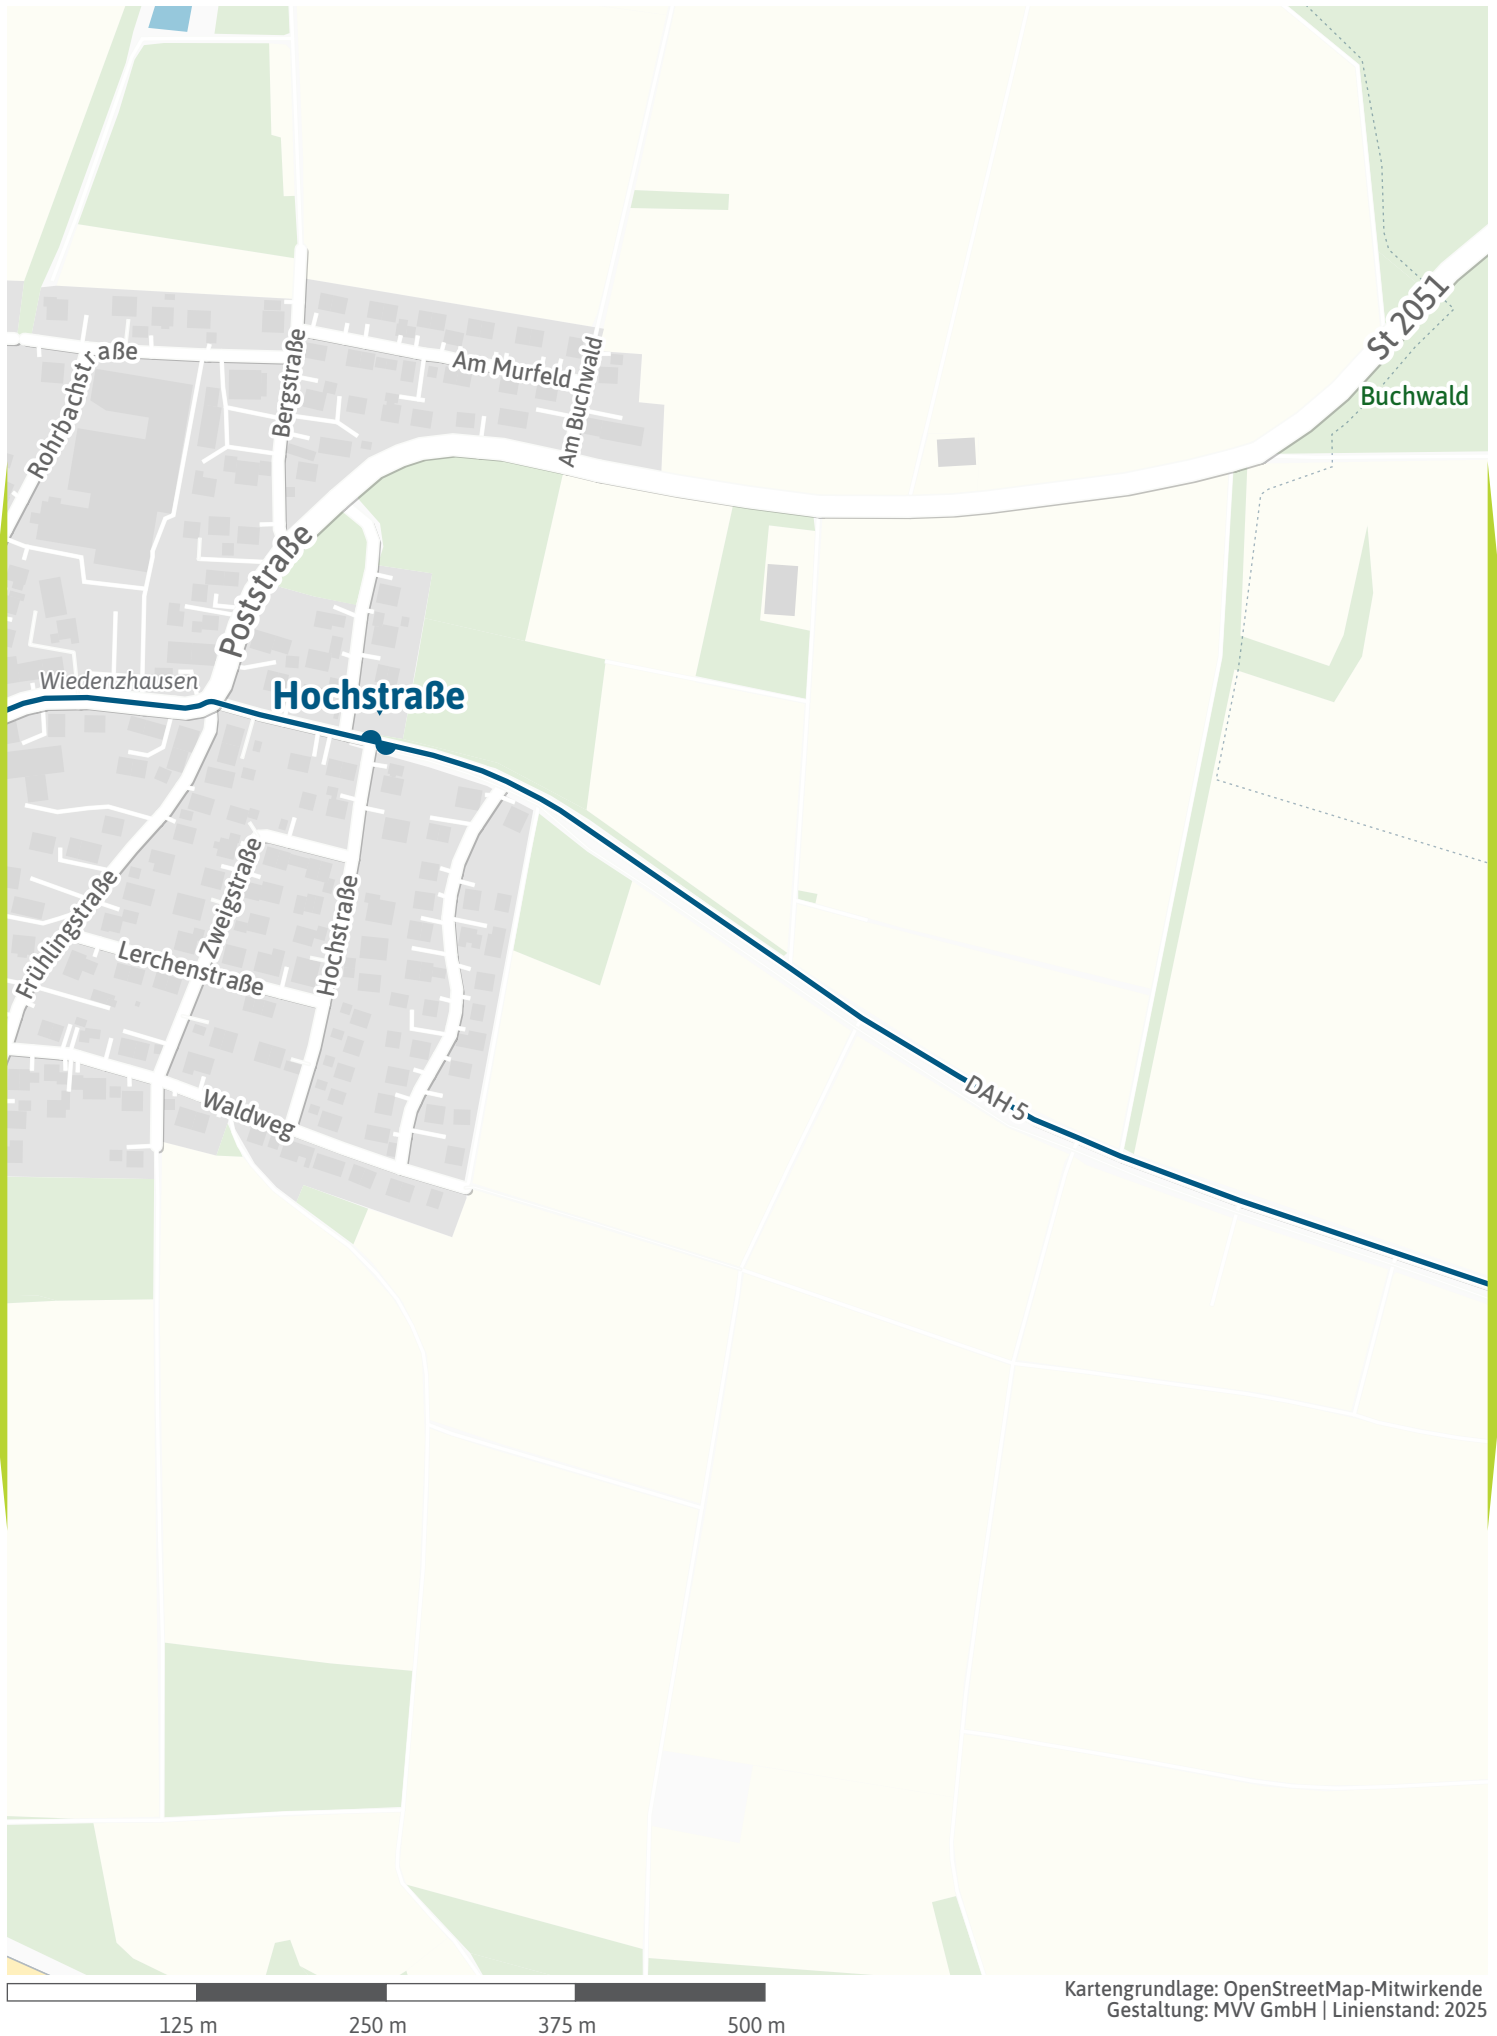 St 2051
Rohrbachstraße
Bergstraße
Am Murfeld
Am Buchwald
Buchwald
Poststraße
Wiedenzhausen
Hochstraße
Frühlingstraße
Zweigstraße
Lerchenstraße
Hochstraße
Waldweg
DAH 5
125 m
250 m
375 m
500 m
Kartengrundlage: OpenStreetMap-Mitwirkende
Gestaltung: MVV GmbH | Linienstand: 2025